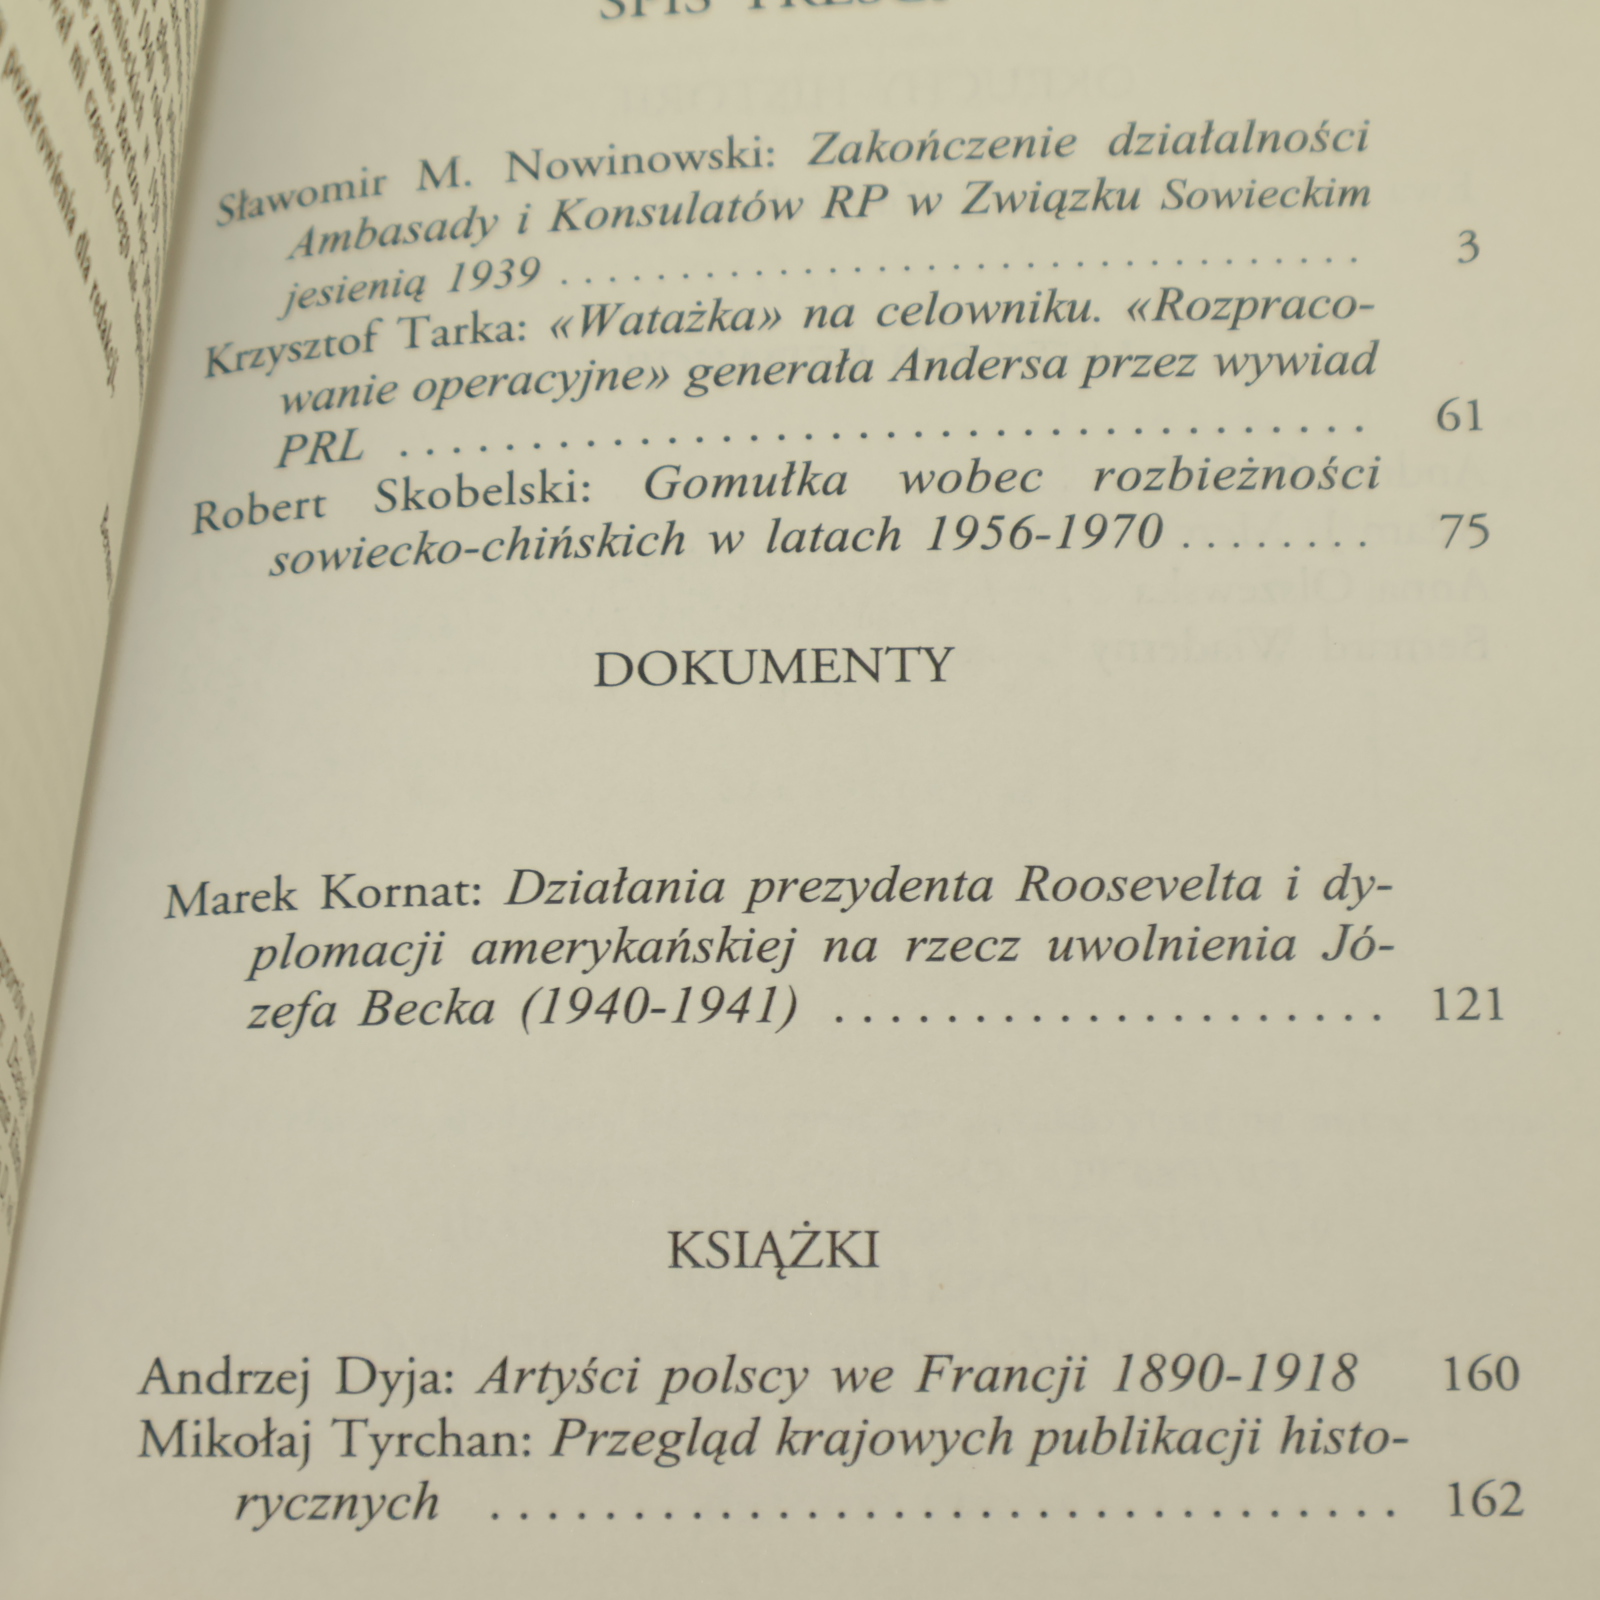 SPIS TREŚCI
Sławomir M. Nowinowski: Zakończenie działalności
Ambasady i Konsulatów RP w Związku Sowieckim
jesienią 1939 . . . . . . . . . . . . . . . . . . . . . . . . . . . . . . . . . . 3
Krzysztof Tarka: «Watażka» na celowniku. «Rozpraco-
wanie operacyjne» generała Andersa przez wywiad
PRL . . . . . . . . . . . . . . . . . . . . . . . . . . . . . . . . . . . . . . 61
Robert Skobelski: Gomułka wobec rozbieżności
sowiecko-chińskich w latach 1956-1970 . . . . . . . . 75
DOKUMENTY
Marek Kornat: Działania prezydenta Roosevelta i dy-
plomacji amerykańskiej na rzecz uwolnienia Jó-
zefa Becka (1940-1941) . . . . . . . . . . . . . . . . . . . . 121
KSIĄŻKI
Andrzej Dyja: Artyści polscy we Francji 1890-1918 160
Mikołaj Tyrchan: Przegląd krajowych publikacji histo-
rycznych . . . . . . . . . . . . . . . . . . . . . . . . . . . . . . . . 162